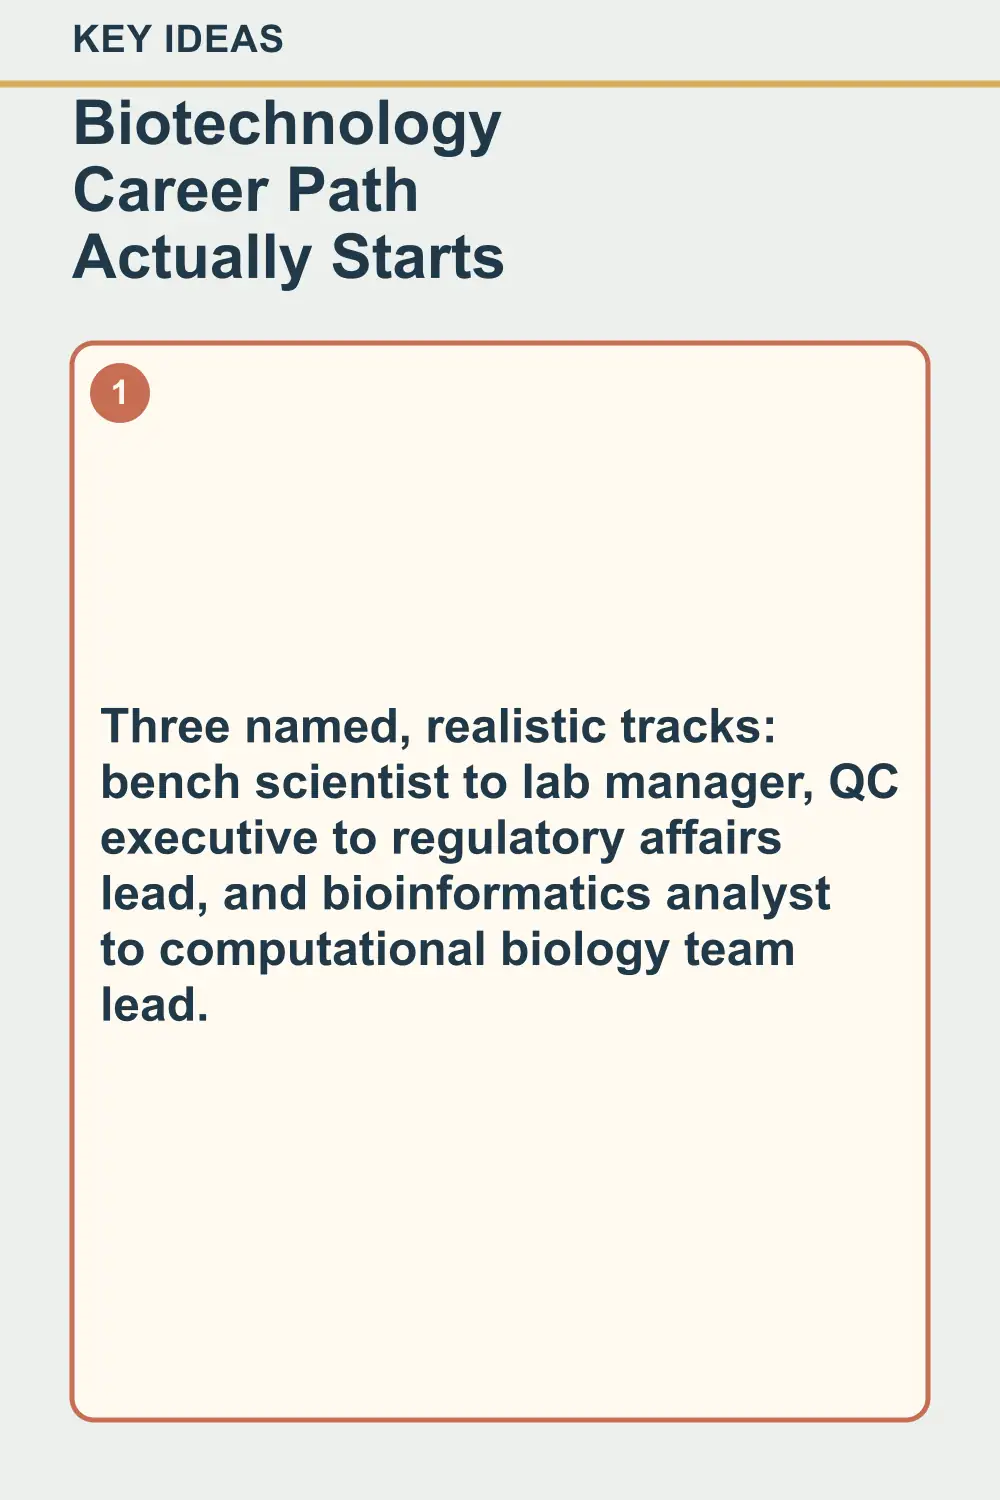 KEY IDEAS
Biotechnology
Career Path
Actually Starts
1
Three named, realistic tracks:
bench scientist to lab manager, QC
executive to regulatory affairs
lead, and bioinformatics analyst
to computational biology team
lead.